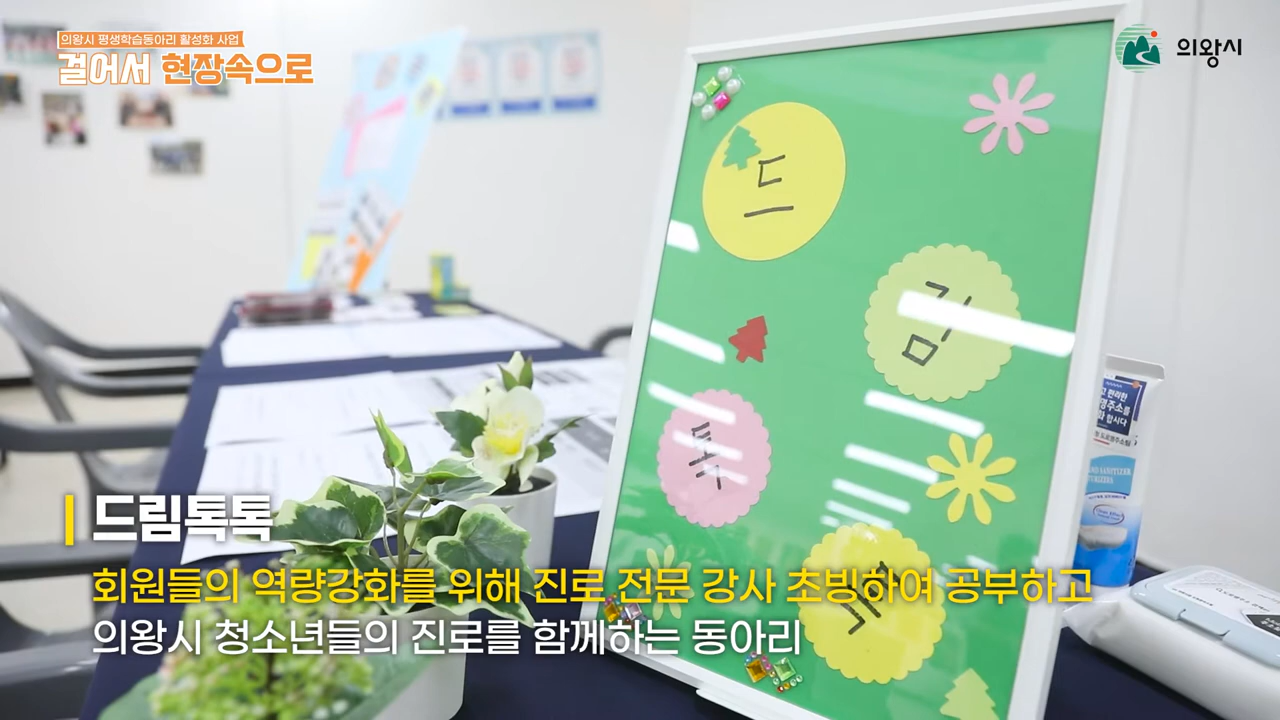 의왕시 평생학습동아리 활성화 사업
걸어서 현장속으로
의왕시
드
림
톡
톡
드림톡톡
회원들의 역량강화를 위해 진로 전문 강사 초빙하여 공부하고
의왕시 청소년들의 진로를 함께하는 동아리